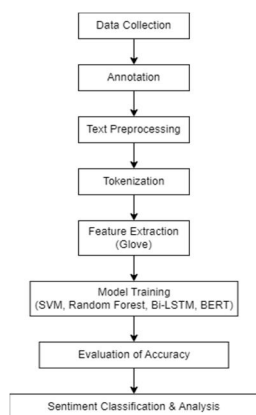 Data Collection
Annotation
Text Preprocessing
Tokenization
Feature Extraction
(Glove)
Model Training
(SVM, Random Forest, Bi-LSTM, BERT)
Evaluation of Accuracy
Sentiment Classification & Analysis